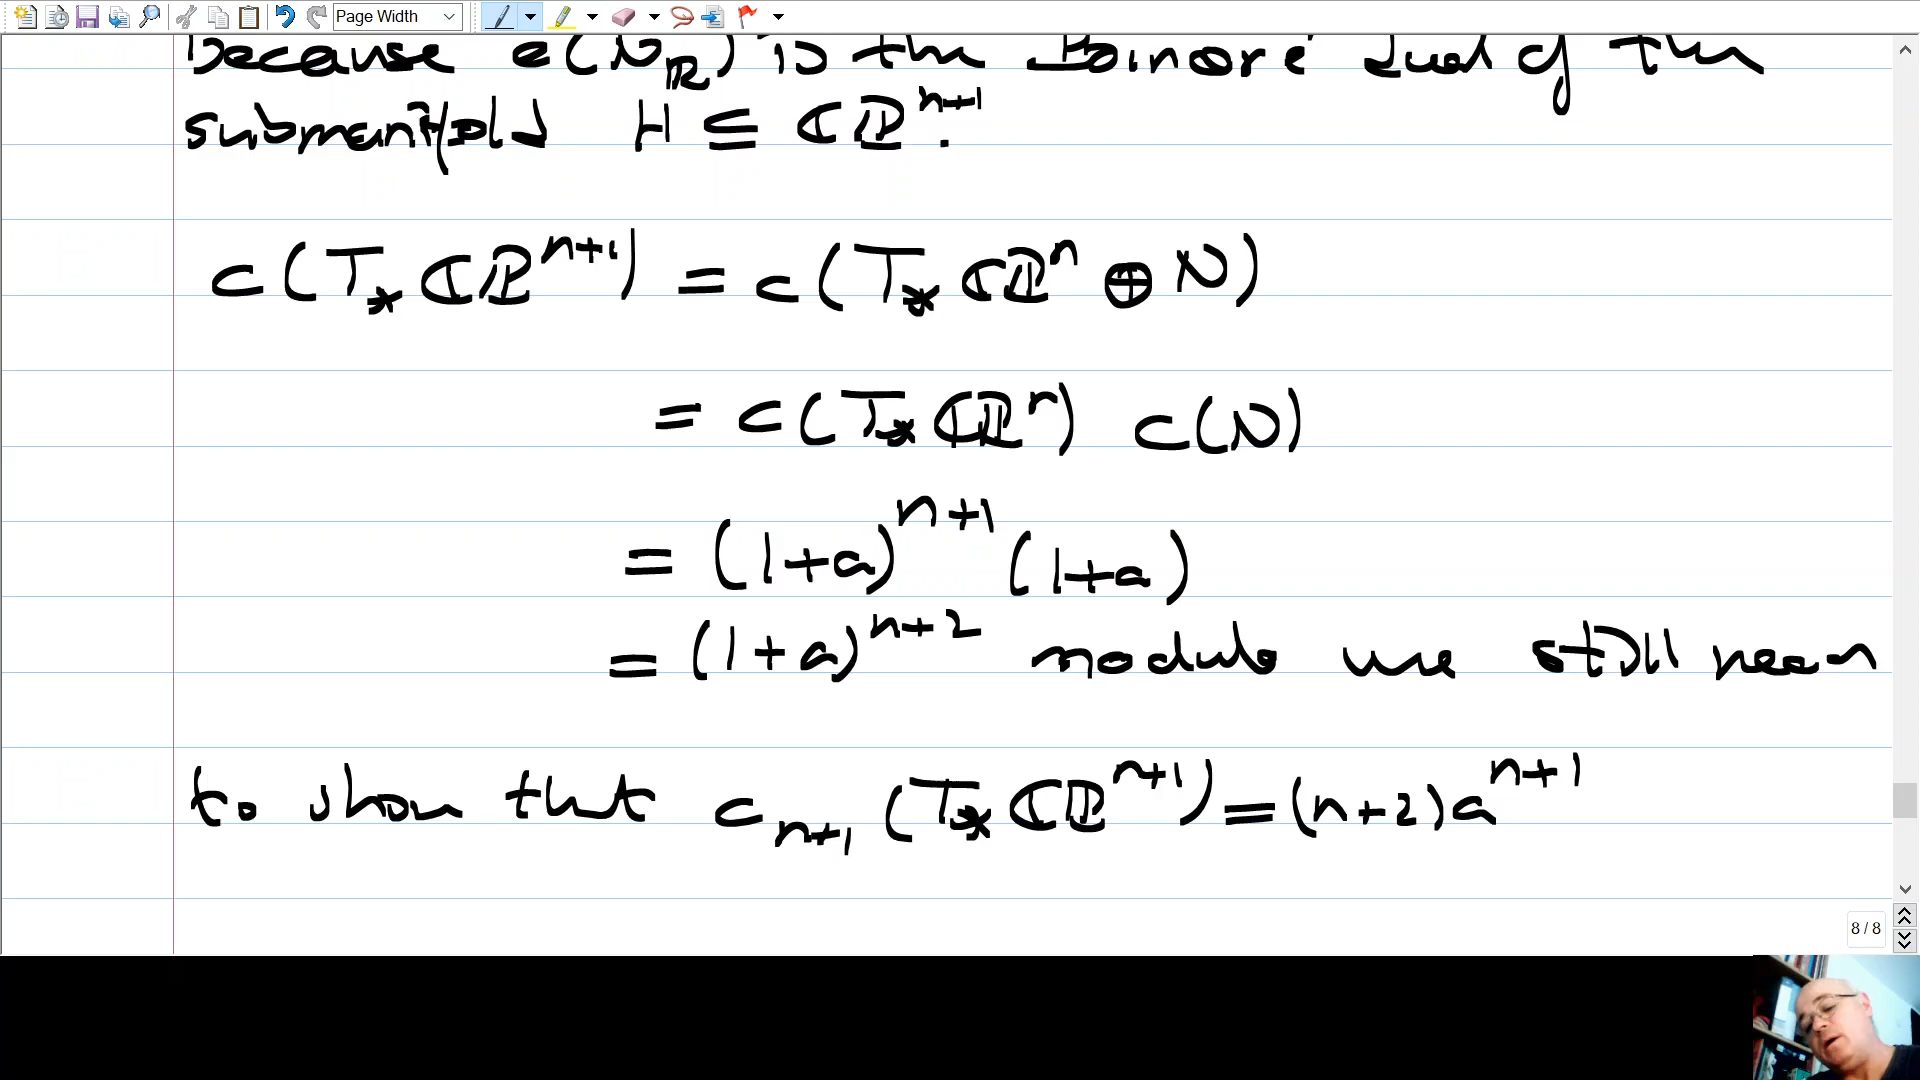 Page Width
because e(N_ℝ) is the Poincaré dual of the
submanifold H ⊆ ℂℙ^{n+1}.
c(T_* ℂℙ^{n+1}) = c(T_* ℂℙ^n ⊕ N)
= c(T_* ℂℙ^n) c(N)
= (1+a)^{n+1} (1+a)
= (1+a)^{n+2} modulo we still need
to show that c_{n+1} (T_* ℂℙ^{n+1}) = (n+2)a^{n+1}
8 / 8